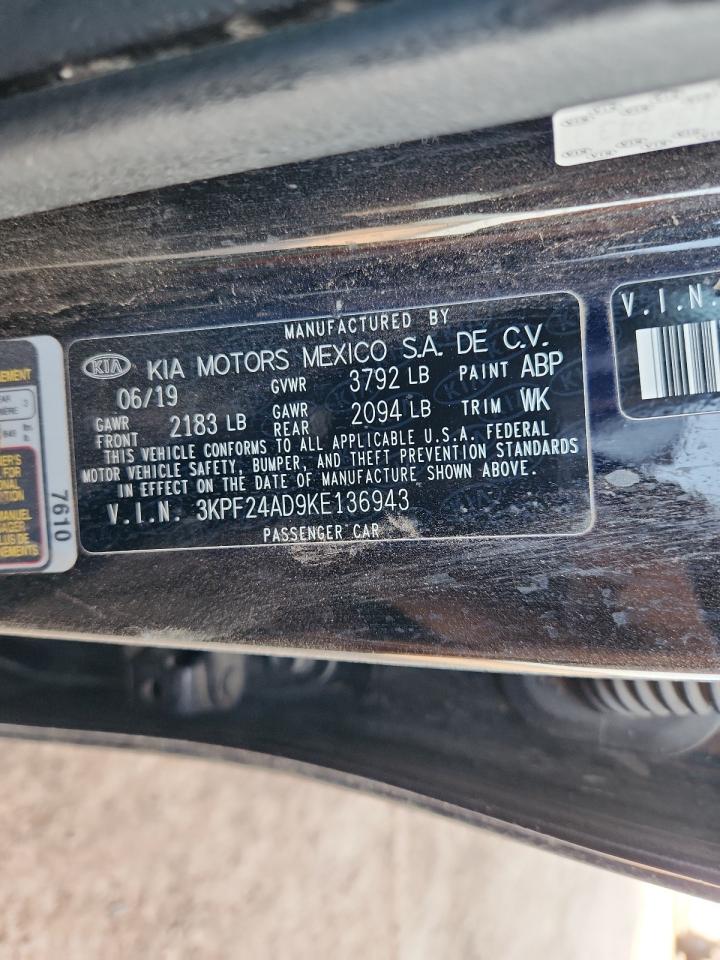 MANUFACTURED BY
KIA KIA MOTORS MEXICO S.A. DE C.V.
06/19 GVWR 3792 LB PAINT ABP
GAWR FRONT 2183 LB GAWR REAR 2094 LB TRIM WK
THIS VEHICLE CONFORMS TO ALL APPLICABLE U.S.A. FEDERAL
MOTOR VEHICLE SAFETY, BUMPER, AND THEFT PREVENTION STANDARDS
IN EFFECT ON THE DATE OF MANUFACTURE SHOWN ABOVE.
V.I.N. 3KPF24AD9KE136943
PASSENGER CAR
V.I.N.
7610